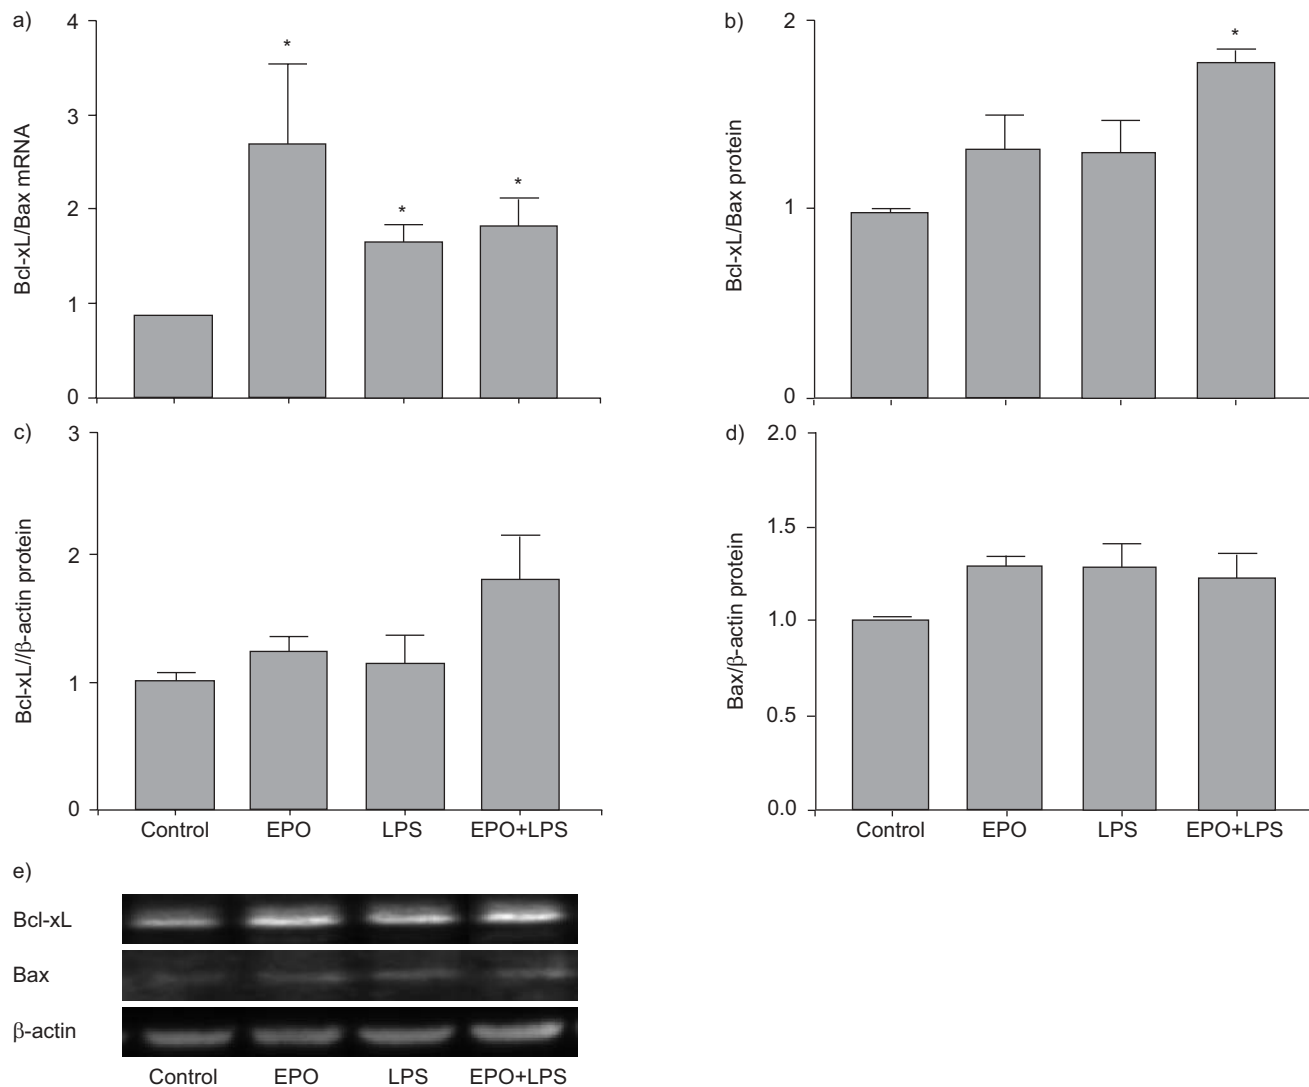 a)
4
3
2
1
0
Bcl-xL/Bax mRNA
*
*
*
b)
2
1
0
Bcl-xL/Bax protein
*
c)
3
2
1
0
Bcl-xL//β-actin protein
Control EPO LPS EPO+LPS
d)
2.0
1.5
1.0
0.5
0.0
Bax/β-actin protein
Control EPO LPS EPO+LPS
e)
Bcl-xL
Bax
β-actin
Control EPO LPS EPO+LPS